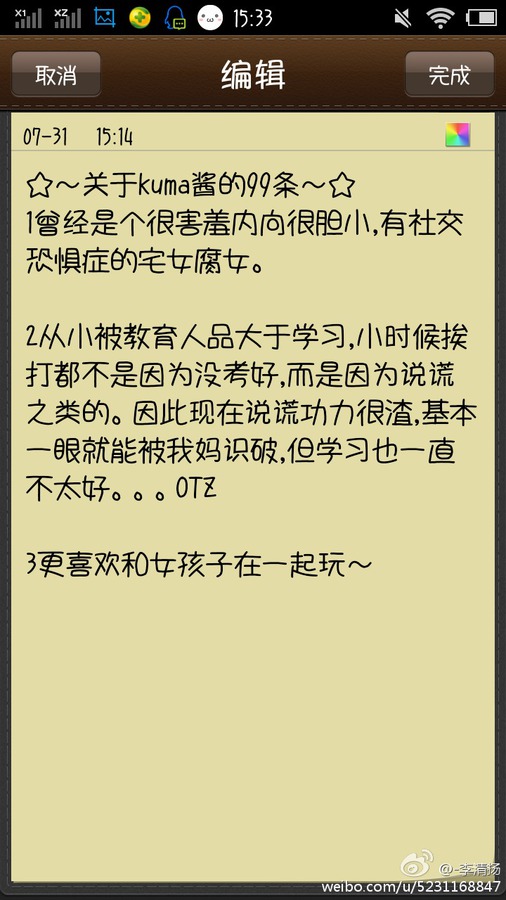 X1 X2 15:33
取消 编辑 完成
07-31 15:14
☆～关于kuma酱的99条～☆
1曾经是个很害羞内向很胆小,有社交
恐惧症的宅女腐女。
2从小被教育人品大于学习,小时候挨
打都不是因为没考好,而是因为说谎
之类的。因此现在说谎功力很渣,基本
一眼就能被我妈识破,但学习也一直
不太好。。。OTZ
3更喜欢和女孩子在一起玩～
@-李清扬
weibo.com/u/5231168847